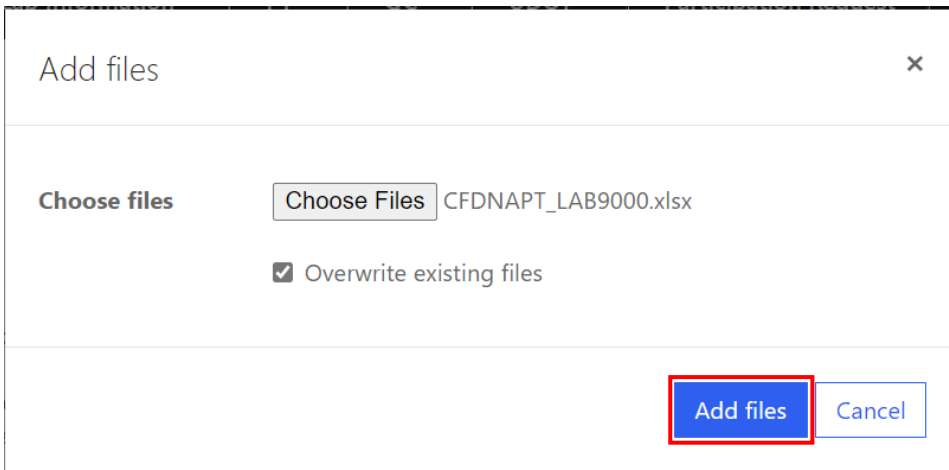 Add files
×
Choose files Choose Files CFDNAPT_LAB9000.xlsx
Overwrite existing files
Add files Cancel